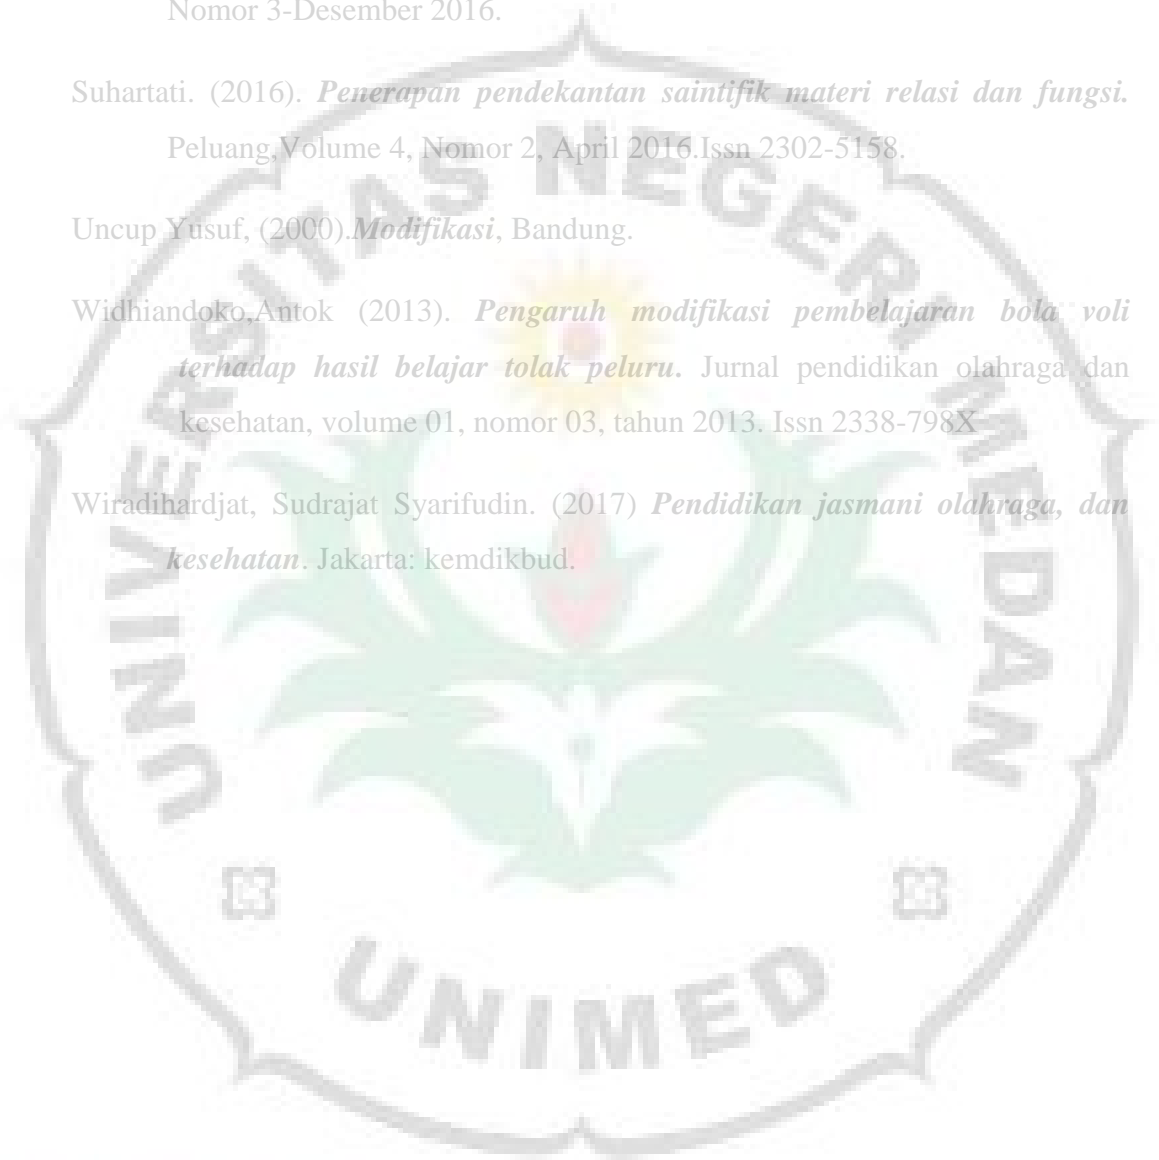 Nomor 3-Desember 2016.
Suhartati. (2016). Penerapan pendekantan saintifik materi relasi dan fungsi.
Peluang,Volume 4, Nomor 2, April 2016.Issn 2302-5158.
Uncup Yusuf, (2000).Modifikasi, Bandung.
Widhiandoko,Antok (2013). Pengaruh modifikasi pembelajaran bola voli
terhadap hasil belajar tolak peluru. Jurnal pendidikan olahraga dan
kesehatan, volume 01, nomor 03, tahun 2013. Issn 2338-798X
Wiradihardjat, Sudrajat Syarifudin. (2017) Pendidikan jasmani olahraga, dan
kesehatan. Jakarta: kemdikbud.
UNIVERSITAS NEGERI MEDAN
UNIMED